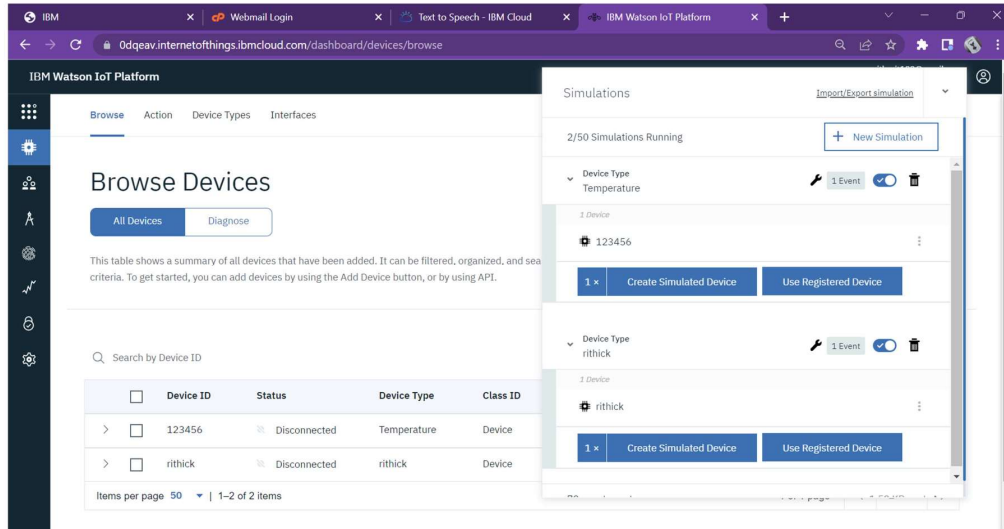 IBM
Webmail Login
Text to Speech - IBM Cloud
IBM Watson IoT Platform
0dqeav.internetofthings.ibmcloud.com/dashboard/devices/browse
IBM Watson IoT Platform
Browse Action Device Types Interfaces
Browse Devices
All Devices Diagnose
This table shows a summary of all devices that have been added. It can be filtered, organized, and sea
criteria. To get started, you can add devices by using the Add Device button, or by using API.
Search by Device ID
Device ID Status Device Type Class ID
123456 Disconnected Temperature Device
rithick Disconnected rithick Device
Items per page 50 | 1–2 of 2 items
Simulations Import/Export simulation
2/50 Simulations Running + New Simulation
Device Type
Temperature
1 Event
1 Device
123456
1 × Create Simulated Device Use Registered Device
Device Type
rithick
1 Event
1 Device
rithick
1 × Create Simulated Device Use Registered Device